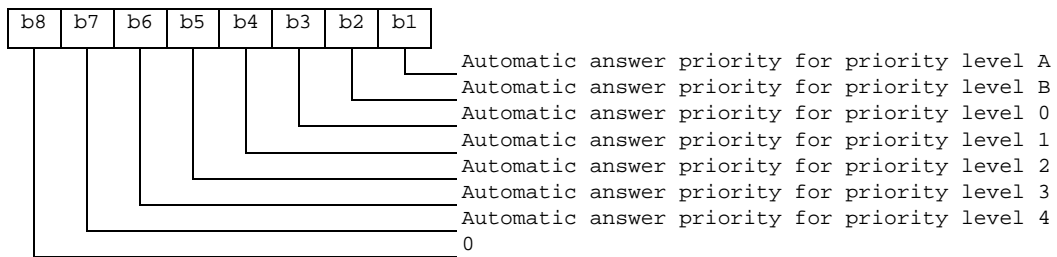 b8 b7 b6 b5 b4 b3 b2 b1
Automatic answer priority for priority level A
Automatic answer priority for priority level B
Automatic answer priority for priority level 0
Automatic answer priority for priority level 1
Automatic answer priority for priority level 2
Automatic answer priority for priority level 3
Automatic answer priority for priority level 4
0